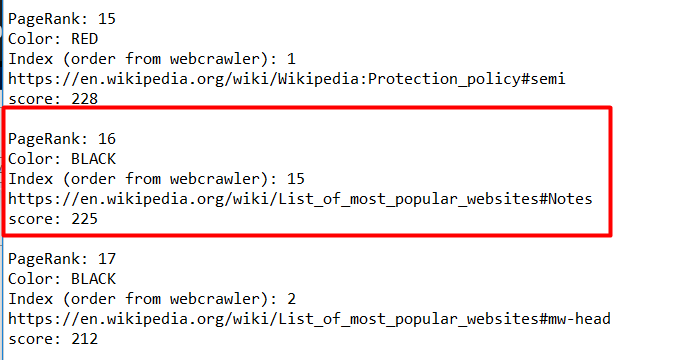 PageRank: 15
Color: RED
Index (order from webcrawler): 1
https://en.wikipedia.org/wiki/Wikipedia:Protection_policy#semi
score: 228
PageRank: 16
Color: BLACK
Index (order from webcrawler): 15
https://en.wikipedia.org/wiki/List_of_most_popular_websites#Notes
score: 225
PageRank: 17
Color: BLACK
Index (order from webcrawler): 2
https://en.wikipedia.org/wiki/List_of_most_popular_websites#mw-head
score: 212